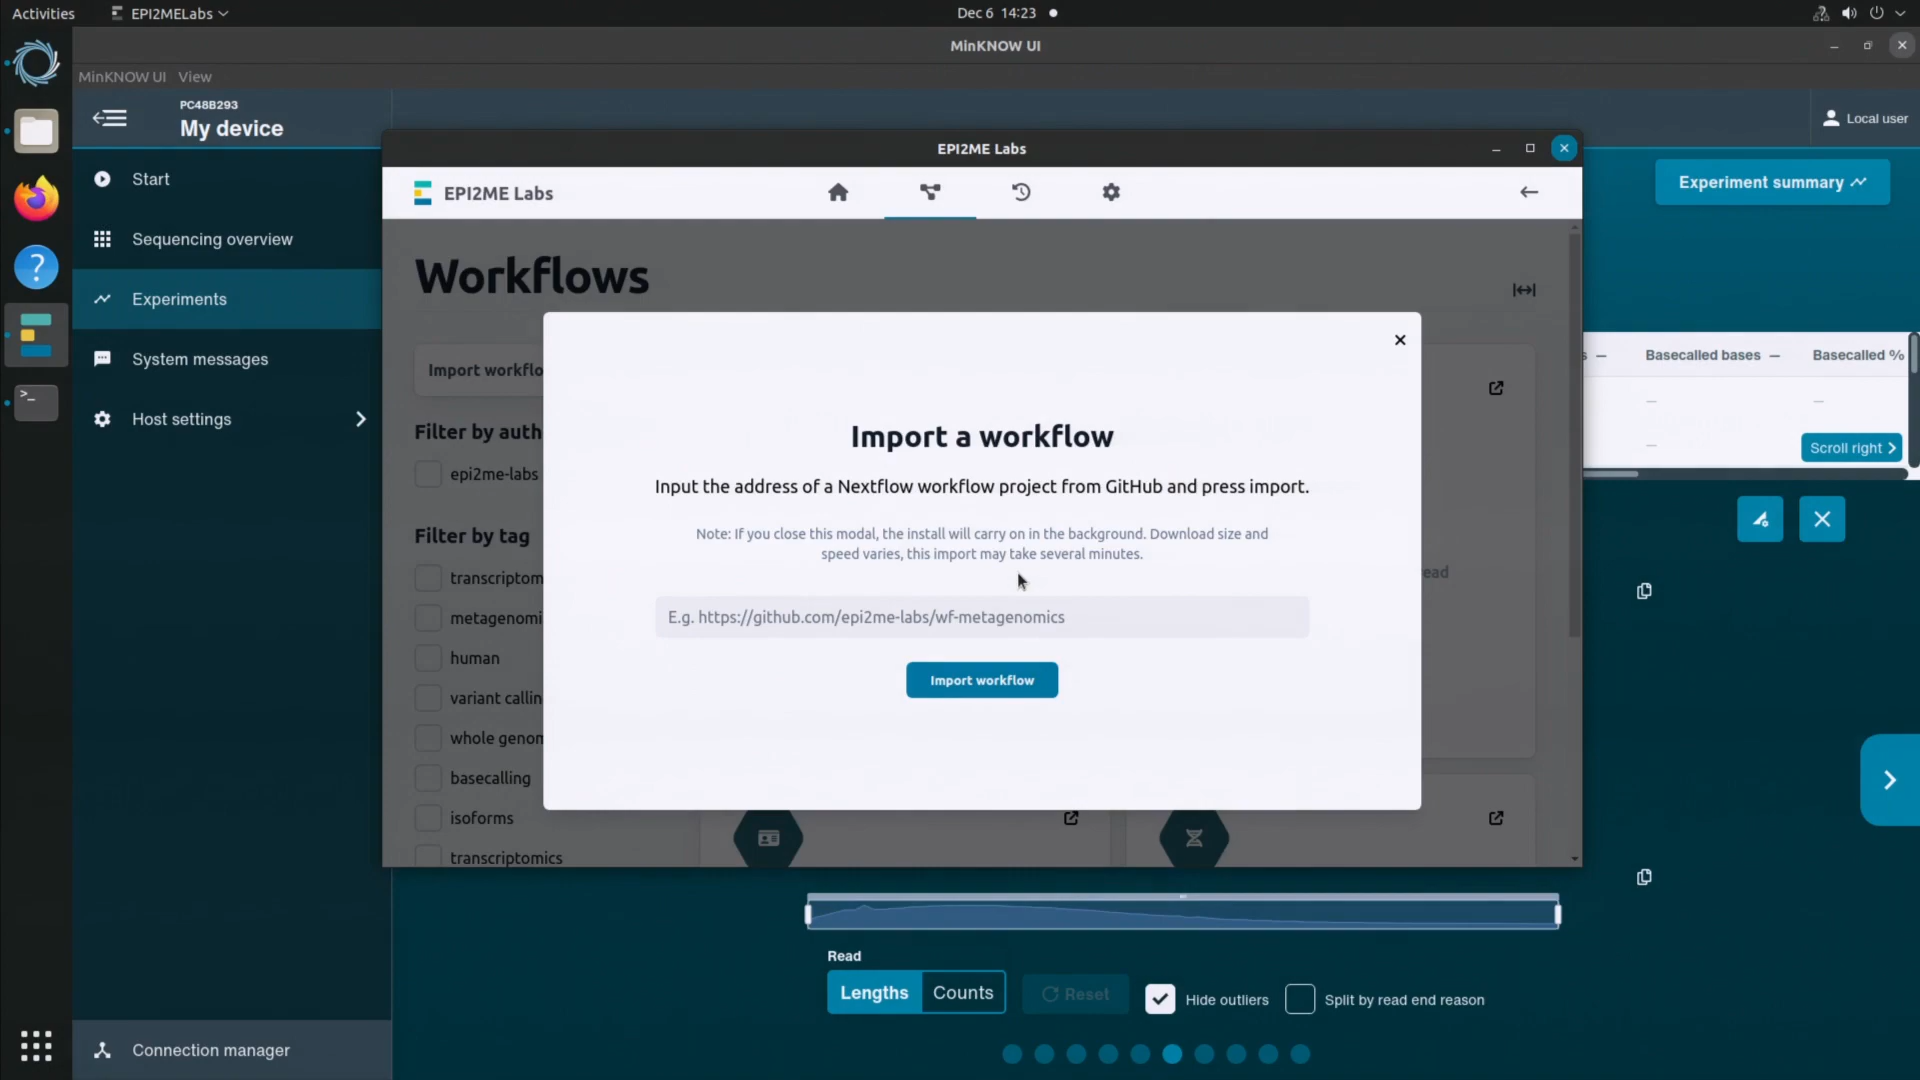 Activities
EPI2MELabs
Dec 6 14:23
MinKNOW UI
MinKNOW UI View
PC48B293
My device
Local user
Start
Sequencing overview
Experiments
System messages
Host settings
Connection manager
EPI2ME Labs
EPI2ME Labs
Experiment summary
Workflows
Import workflo
Filter by auth
epi2me-labs
Filter by tag
transcriptom
metagenomi
human
variant callin
whole genom
basecalling
isoforms
transcriptomics
Import a workflow
Input the address of a Nextflow workflow project from GitHub and press import.
Note: If you close this modal, the install will carry on in the background. Download size and
speed varies, this import may take several minutes.
E.g. https://github.com/epi2me-labs/wf-metagenomics
Import workflow
ead
s – Basecalled bases – Basecalled %
– –
–
Scroll right
Read
Lengths Counts Reset Hide outliers Split by read end reason